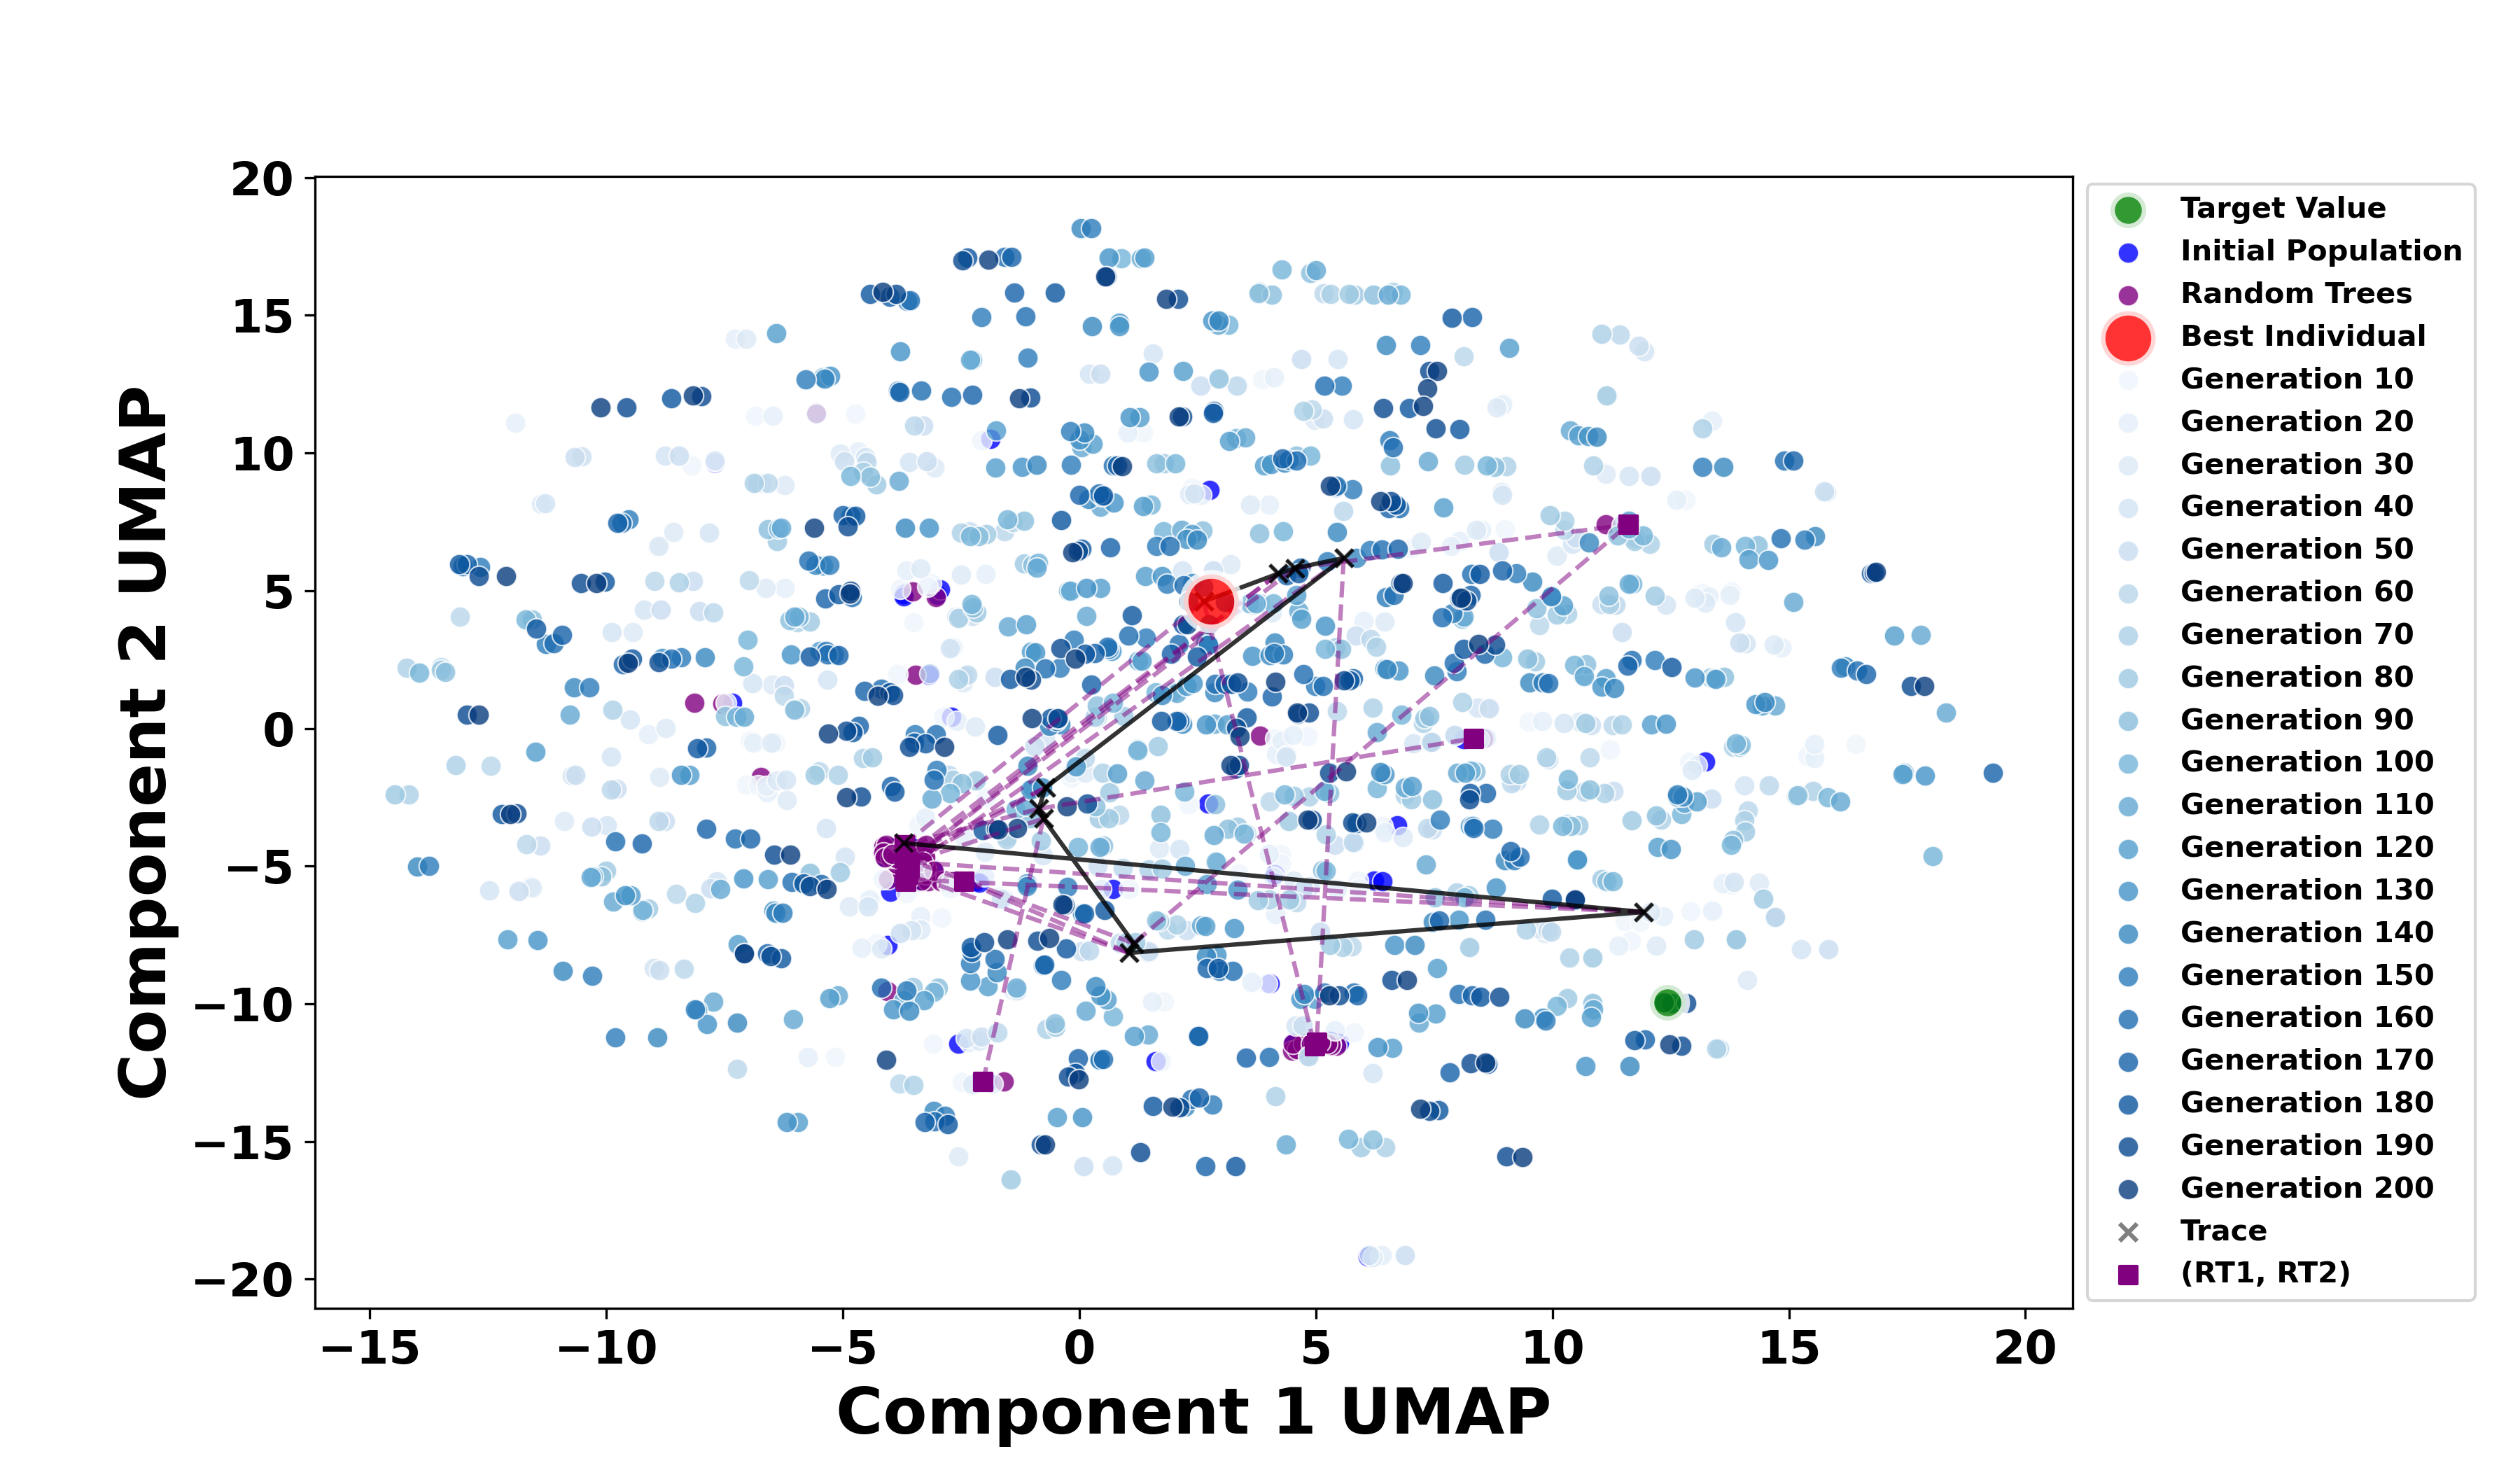 20
15
10
5
0
−5
−10
−15
−20
Component 2 UMAP
−15
−10
−5
0
5
10
15
20
Component 1 UMAP
Target Value
Initial Population
Random Trees
Best Individual
Generation 10
Generation 20
Generation 30
Generation 40
Generation 50
Generation 60
Generation 70
Generation 80
Generation 90
Generation 100
Generation 110
Generation 120
Generation 130
Generation 140
Generation 150
Generation 160
Generation 170
Generation 180
Generation 190
Generation 200
Trace
(RT1, RT2)